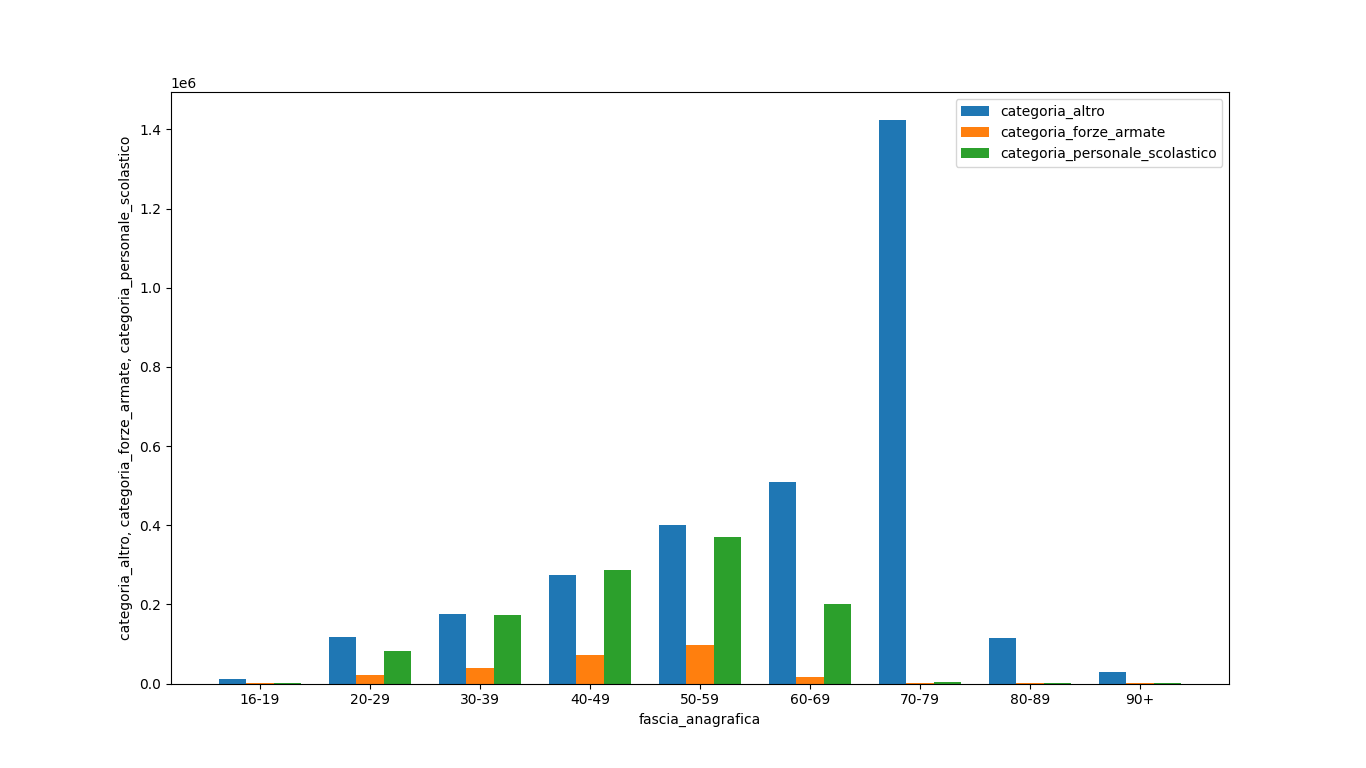 1e6
categoria_altro
categoria_forze_armate
categoria_personale_scolastico
categoria_altro, categoria_forze_armate, categoria_personale_scolastico
1.4
1.2
1.0
0.8
0.6
0.4
0.2
0.0
16-19 20-29 30-39 40-49 50-59 60-69 70-79 80-89 90+
fascia_anagrafica